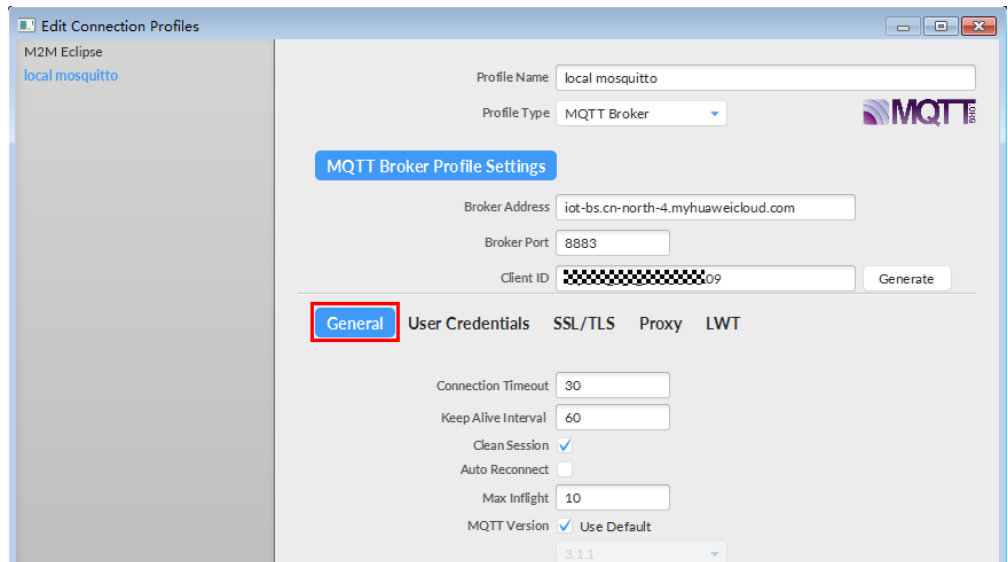 Edit Connection Profiles
M2M Eclipse
local mosquitto
Profile Name local mosquitto
Profile Type MQTT Broker
MQTT
.ORG
MQTT Broker Profile Settings
Broker Address iot-bs.cn-north-4.myhuaweicloud.com
Broker Port 8883
Client ID 09 Generate
General User Credentials SSL/TLS Proxy LWT
Connection Timeout 30
Keep Alive Interval 60
Clean Session
Auto Reconnect
Max Inflight 10
MQTT Version Use Default
3.1.1